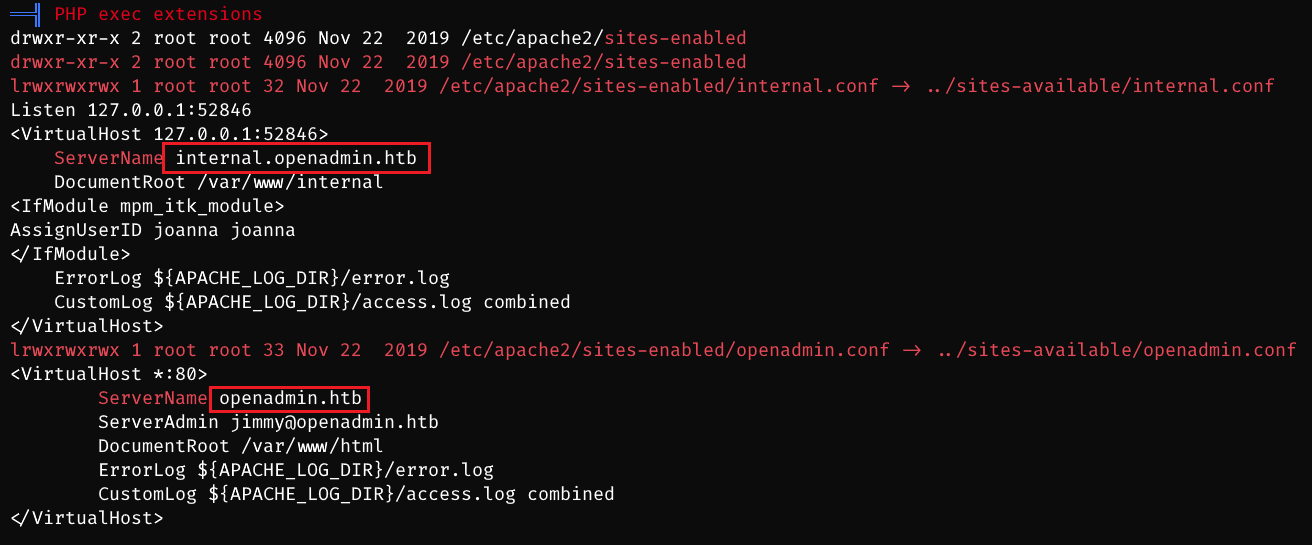 ══╣ PHP exec extensions
drwxr-xr-x 2 root root 4096 Nov 22  2019 /etc/apache2/sites-enabled
drwxr-xr-x 2 root root 4096 Nov 22  2019 /etc/apache2/sites-enabled
lrwxrwxrwx 1 root root 32 Nov 22  2019 /etc/apache2/sites-enabled/internal.conf -> ../sites-available/internal.conf
Listen 127.0.0.1:52846
<VirtualHost 127.0.0.1:52846>
    ServerName internal.openadmin.htb
    DocumentRoot /var/www/internal
<IfModule mpm_itk_module>
AssignUserID joanna joanna
</IfModule>
    ErrorLog ${APACHE_LOG_DIR}/error.log
    CustomLog ${APACHE_LOG_DIR}/access.log combined
</VirtualHost>
lrwxrwxrwx 1 root root 33 Nov 22  2019 /etc/apache2/sites-enabled/openadmin.conf -> ../sites-available/openadmin.conf
<VirtualHost *:80>
        ServerName openadmin.htb
        ServerAdmin jimmy@openadmin.htb
        DocumentRoot /var/www/html
        ErrorLog ${APACHE_LOG_DIR}/error.log
        CustomLog ${APACHE_LOG_DIR}/access.log combined
</VirtualHost>